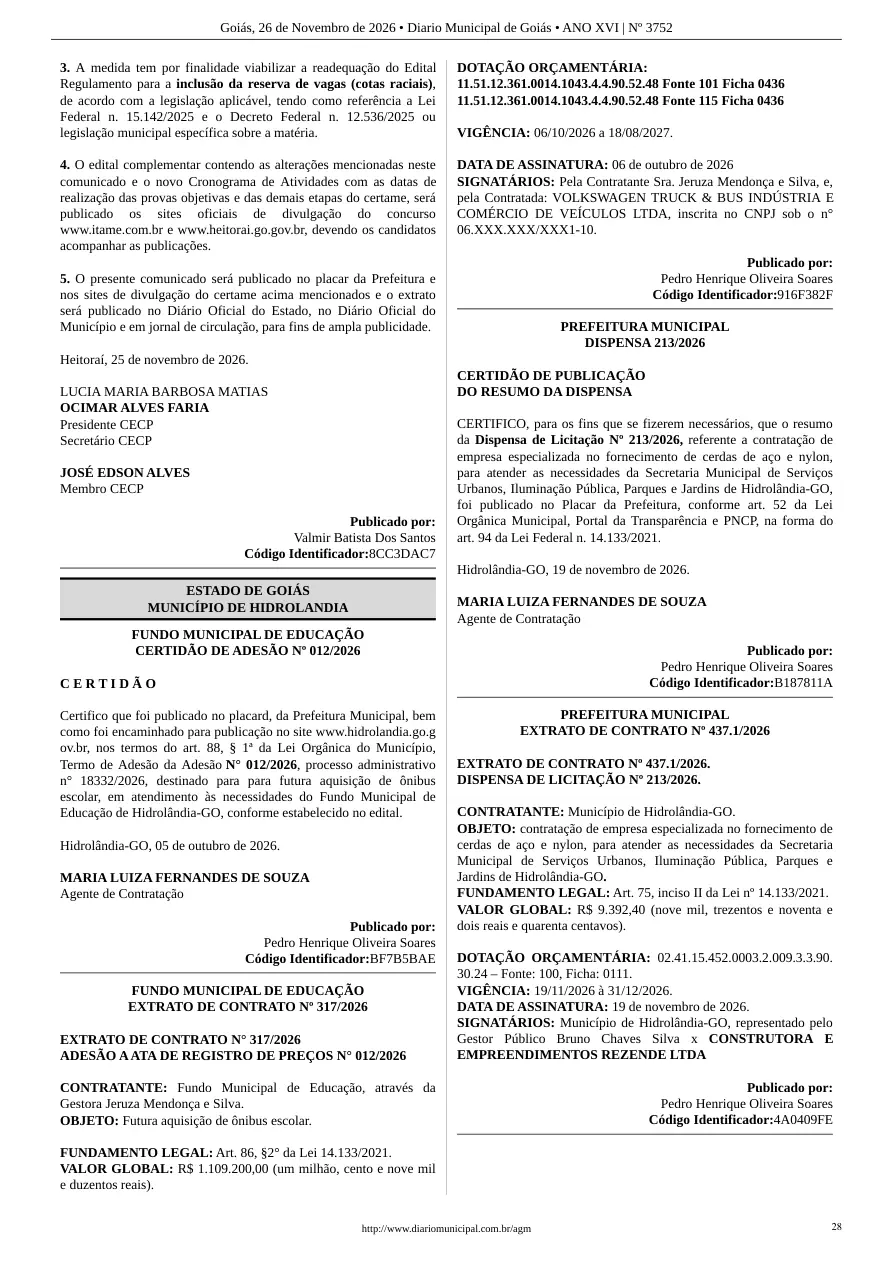 Goiás, 26 de Novembro de 2026 • Diario Municipal de Goiás • ANO XVI | Nº 3752
3. A medida tem por finalidade viabilizar a readequação do Edital
Regulamento para a inclusão da reserva de vagas (cotas raciais),
de acordo com a legislação aplicável, tendo como referência a Lei
Federal n. 15.142/2025 e o Decreto Federal n. 12.536/2025 ou
legislação municipal específica sobre a matéria.
4. O edital complementar contendo as alterações mencionadas neste
comunicado e o novo Cronograma de Atividades com as datas de
realização das provas objetivas e das demais etapas do certame, será
publicado os sites oficiais de divulgação do concurso
www.itame.com.br e www.heitorai.go.gov.br, devendo os candidatos
acompanhar as publicações.
5. O presente comunicado será publicado no placar da Prefeitura e
nos sites de divulgação do certame acima mencionados e o extrato
será publicado no Diário Oficial do Estado, no Diário Oficial do
Município e em jornal de circulação, para fins de ampla publicidade.
Heitoraí, 25 de novembro de 2026.
LUCIA MARIA BARBOSA MATIAS
OCIMAR ALVES FARIA
Presidente CECP
Secretário CECP
JOSÉ EDSON ALVES
Membro CECP
Publicado por:
Valmir Batista Dos Santos
Código Identificador:8CC3DAC7
ESTADO DE GOIÁS
MUNICÍPIO DE HIDROLANDIA
FUNDO MUNICIPAL DE EDUCAÇÃO
CERTIDÃO DE ADESÃO Nº 012/2026
C E R T I D Ã O
Certifico que foi publicado no placard, da Prefeitura Municipal, bem
como foi encaminhado para publicação no site www.hidrolandia.go.g
ov.br, nos termos do art. 88, § 1ª da Lei Orgânica do Município,
Termo de Adesão da Adesão N° 012/2026, processo administrativo
n° 18332/2026, destinado para para futura aquisição de ônibus
escolar, em atendimento às necessidades do Fundo Municipal de
Educação de Hidrolândia-GO, conforme estabelecido no edital.
Hidrolândia-GO, 05 de outubro de 2026.
MARIA LUIZA FERNANDES DE SOUZA
Agente de Contratação
Publicado por:
Pedro Henrique Oliveira Soares
Código Identificador:BF7B5BAE
FUNDO MUNICIPAL DE EDUCAÇÃO
EXTRATO DE CONTRATO Nº 317/2026
EXTRATO DE CONTRATO N° 317/2026
ADESÃO A ATA DE REGISTRO DE PREÇOS N° 012/2026
CONTRATANTE: Fundo Municipal de Educação, através da
Gestora Jeruza Mendonça e Silva.
OBJETO: Futura aquisição de ônibus escolar.
FUNDAMENTO LEGAL: Art. 86, §2° da Lei 14.133/2021.
VALOR GLOBAL: R$ 1.109.200,00 (um milhão, cento e nove mil
e duzentos reais).
DOTAÇÃO ORÇAMENTÁRIA:
11.51.12.361.0014.1043.4.4.90.52.48 Fonte 101 Ficha 0436
11.51.12.361.0014.1043.4.4.90.52.48 Fonte 115 Ficha 0436
VIGÊNCIA: 06/10/2026 a 18/08/2027.
DATA DE ASSINATURA: 06 de outubro de 2026
SIGNATÁRIOS: Pela Contratante Sra. Jeruza Mendonça e Silva, e,
pela Contratada: VOLKSWAGEN TRUCK & BUS INDÚSTRIA E
COMÉRCIO DE VEÍCULOS LTDA, inscrita no CNPJ sob o n°
06.XXX.XXX/XXX1-10.
Publicado por:
Pedro Henrique Oliveira Soares
Código Identificador:916F382F
PREFEITURA MUNICIPAL
DISPENSA 213/2026
CERTIDÃO DE PUBLICAÇÃO
DO RESUMO DA DISPENSA
CERTIFICO, para os fins que se fizerem necessários, que o resumo
da Dispensa de Licitação Nº 213/2026, referente a contratação de
empresa especializada no fornecimento de cerdas de aço e nylon,
para atender as necessidades da Secretaria Municipal de Serviços
Urbanos, Iluminação Pública, Parques e Jardins de Hidrolândia-GO,
foi publicado no Placar da Prefeitura, conforme art. 52 da Lei
Orgânica Municipal, Portal da Transparência e PNCP, na forma do
art. 94 da Lei Federal n. 14.133/2021.
Hidrolândia-GO, 19 de novembro de 2026.
MARIA LUIZA FERNANDES DE SOUZA
Agente de Contratação
Publicado por:
Pedro Henrique Oliveira Soares
Código Identificador:B187811A
PREFEITURA MUNICIPAL
EXTRATO DE CONTRATO Nº 437.1/2026
EXTRATO DE CONTRATO Nº 437.1/2026.
DISPENSA DE LICITAÇÃO Nº 213/2026.
CONTRATANTE: Município de Hidrolândia-GO.
OBJETO: contratação de empresa especializada no fornecimento de
cerdas de aço e nylon, para atender as necessidades da Secretaria
Municipal de Serviços Urbanos, Iluminação Pública, Parques e
Jardins de Hidrolândia-GO.
FUNDAMENTO LEGAL: Art. 75, inciso II da Lei nº 14.133/2021.
VALOR GLOBAL: R$ 9.392,40 (nove mil, trezentos e noventa e
dois reais e quarenta centavos).
DOTAÇÃO ORÇAMENTÁRIA: 02.41.15.452.0003.2.009.3.3.90.
30.24 – Fonte: 100, Ficha: 0111.
VIGÊNCIA: 19/11/2026 à 31/12/2026.
DATA DE ASSINATURA: 19 de novembro de 2026.
SIGNATÁRIOS: Município de Hidrolândia-GO, representado pelo
Gestor Público Bruno Chaves Silva x CONSTRUTORA E
EMPREENDIMENTOS REZENDE LTDA
Publicado por:
Pedro Henrique Oliveira Soares
Código Identificador:4A0409FE
http://www.diariomunicipal.com.br/agm
28